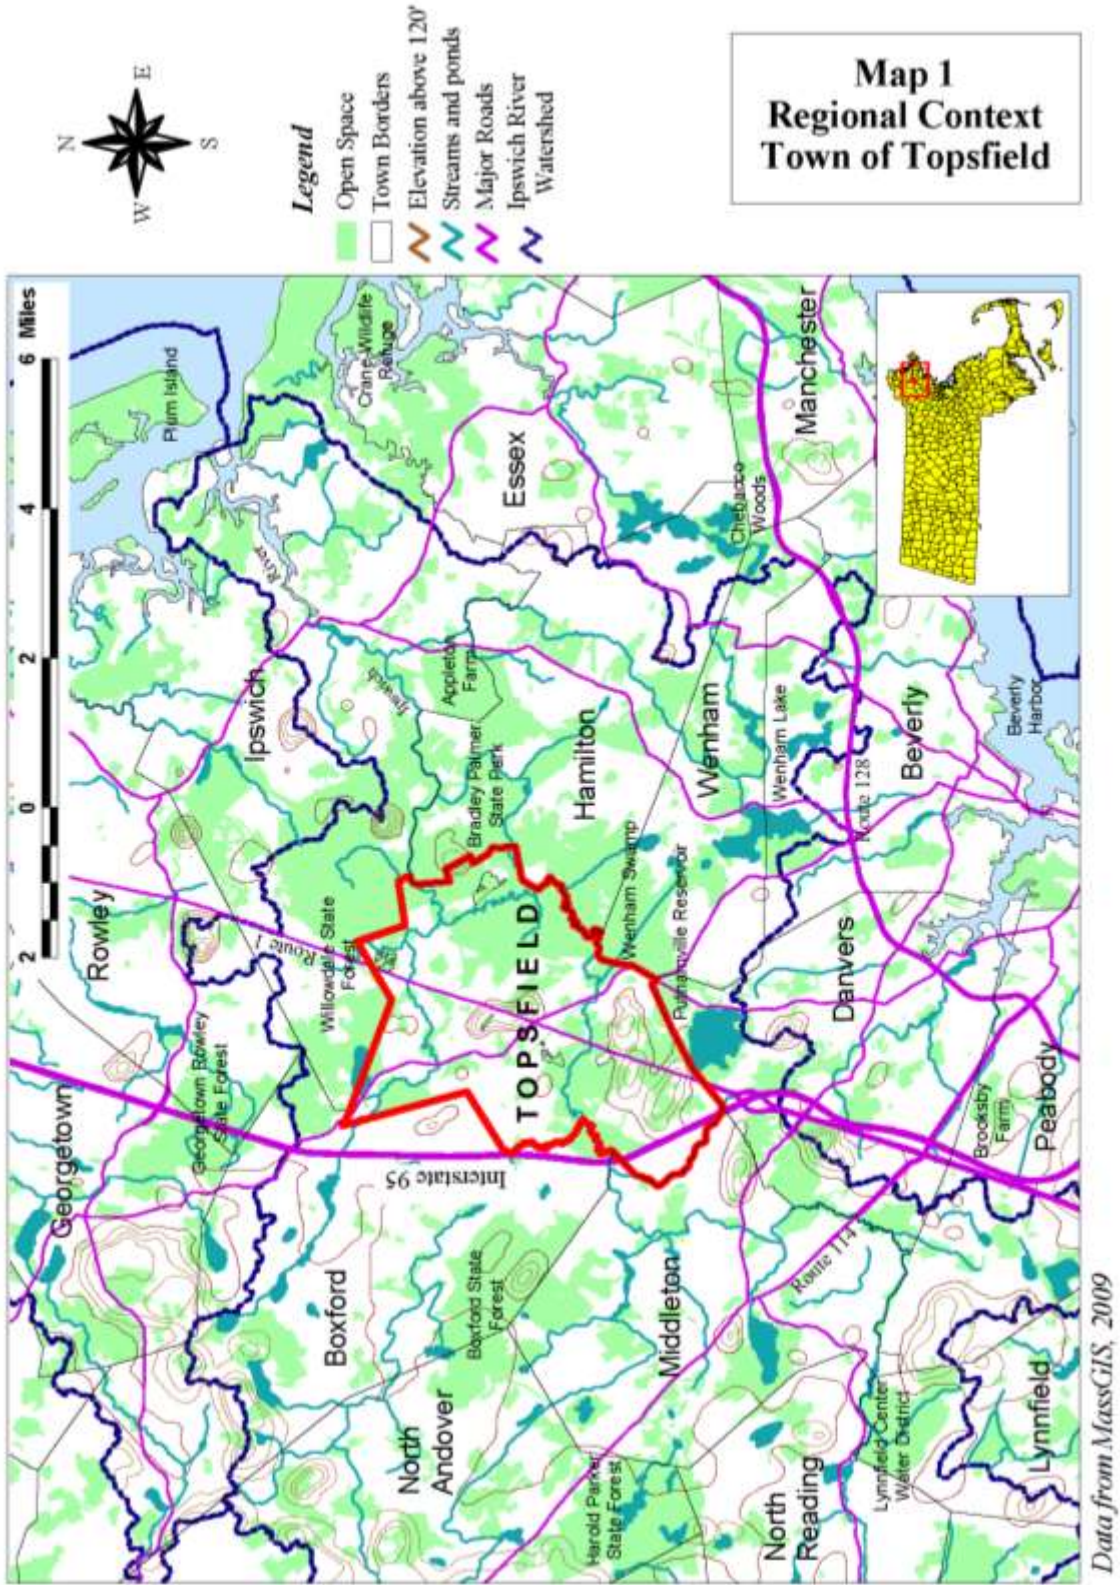 Map 1
Regional Context
Town of Topsfield
N
E
S
W
Legend
Open Space
Town Borders
Elevation above 120'
Streams and ponds
Major Roads
Ipswich River
Watershed
2
0
2
4
6 Miles
Georgetown
Rowley
Plum Island
Georgetown Rowley
State Forest
Ipswich
River
Crane Wildlife
Refuge
Route 1
Willowdale State
Forest
Ipswich
Boxford
Interstate 95
Appleton
Farm
Bradley Palmer
State Park
Essex
Boxford State
Forest
North
Andover
TOPSFIELD
Hamilton
Harold Parker
State Forest
Middleton
Wenham Swamp
Putnamville Reservoir
Wenham
Chebacco
Woods
Wenham Lake
Manchester
Route 114
Route 128
North
Reading
Danvers
Beverly
Lynnfield Center
Water District
Brooksby
Farm
Beverly
Harbor
Lynnfield
Peabody
Data from MassGIS, 2009